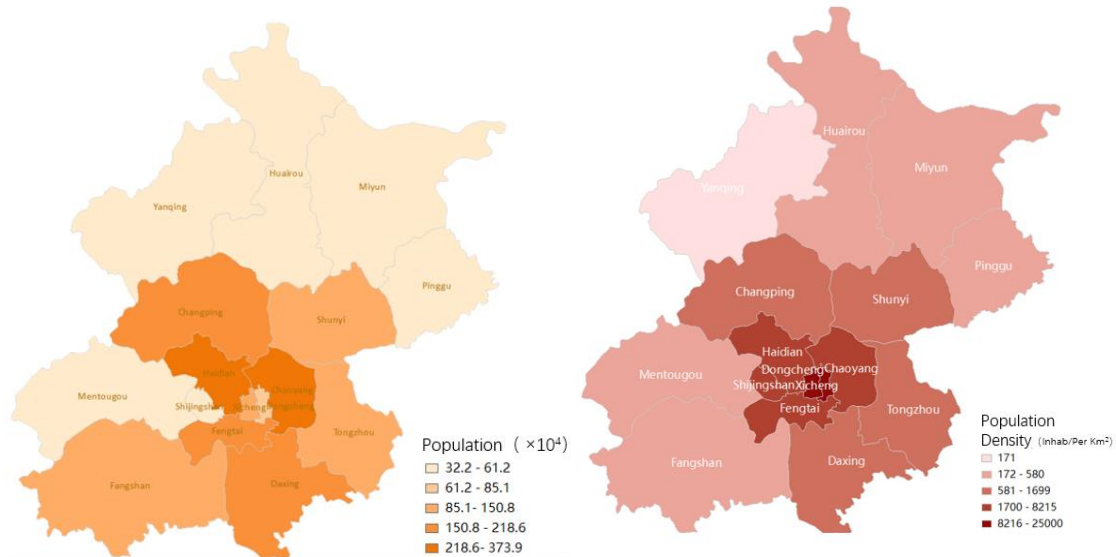 Huairou
Miyun
Yanqing
Pinggu
Changping
Shunyi
Haidian
Chaoyang
Mentougou
Shijingshan
Xicheng
Dongcheng
Fengtai
Tongzhou
Fangshan
Daxing
Population ( ×10⁴)
32.2 - 61.2
61.2 - 85.1
85.1- 150.8
150.8 - 218.6
218.6- 373.9
Huairou
Miyun
Yanqing
Pinggu
Changping
Shunyi
Haidian
Dongcheng
Chaoyang
Mentougou
Shijingshan
Xicheng
Fengtai
Tongzhou
Fangshan
Daxing
Population
Density (Inhab/Per Km²)
171
172 - 580
581 - 1699
1700 - 8215
8216 - 25000